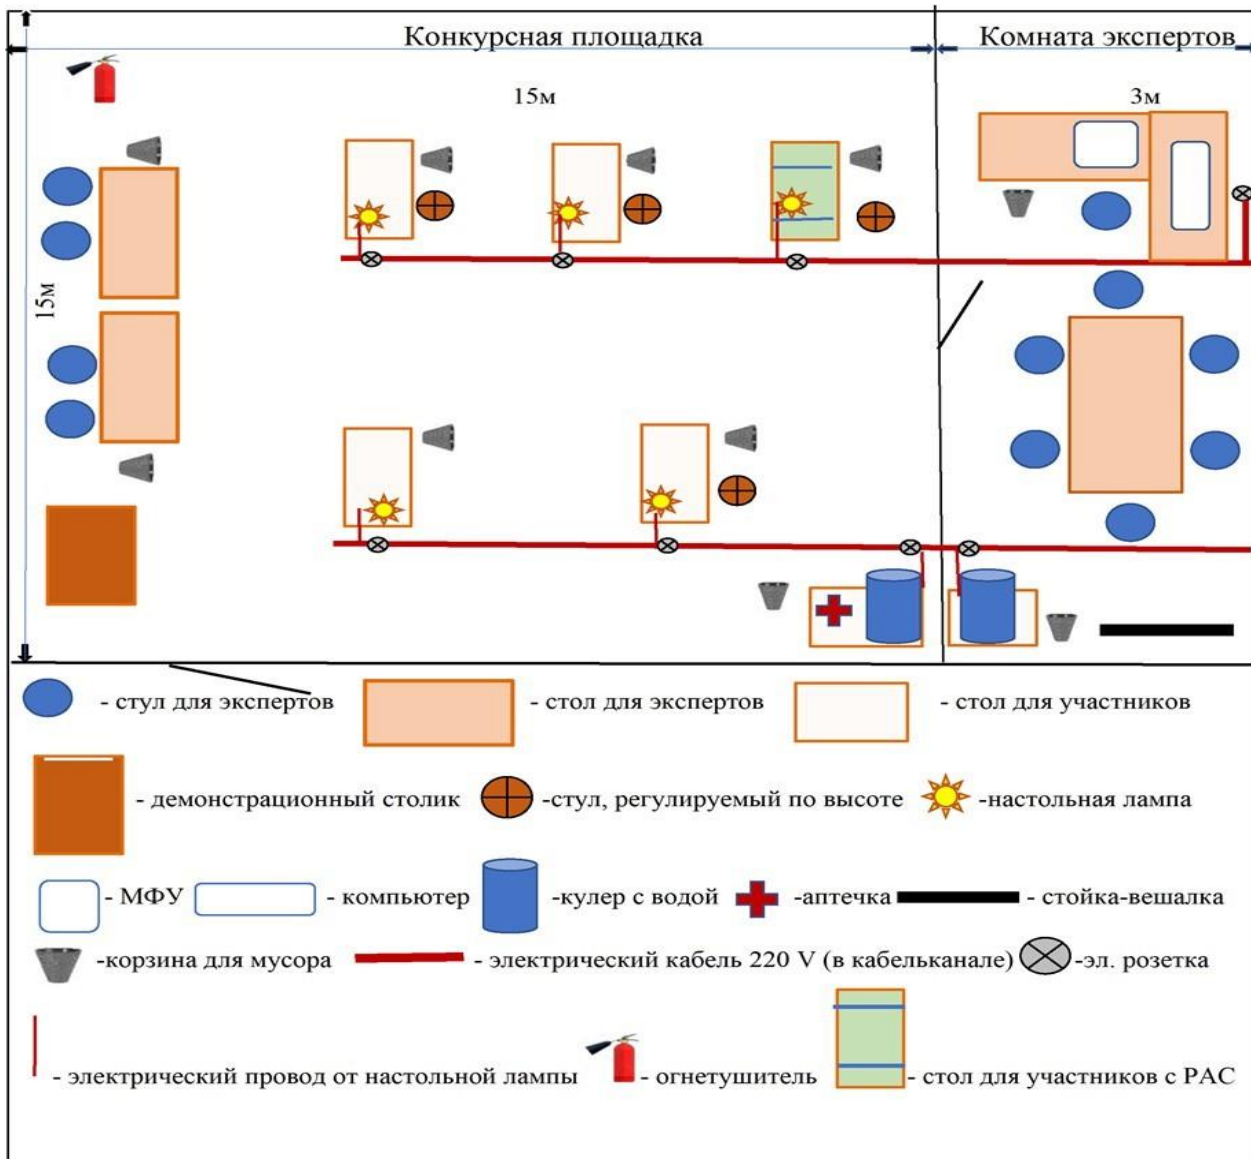 Конкурсная площадка
Комната экспертов
15м
3м
15м
- стул для экспертов
- стол для экспертов
- стол для участников
- демонстрационный столик
-стул, регулируемый по высоте
-настольная лампа
- МФУ
- компьютер
-кулер с водой
-аптечка
- стойка-вешалка
-корзина для мусора
- электрический кабель 220 V (в кабельканале)
-эл. розетка
- электрический провод от настольной лампы
- огнетушитель
- стол для участников с РАС